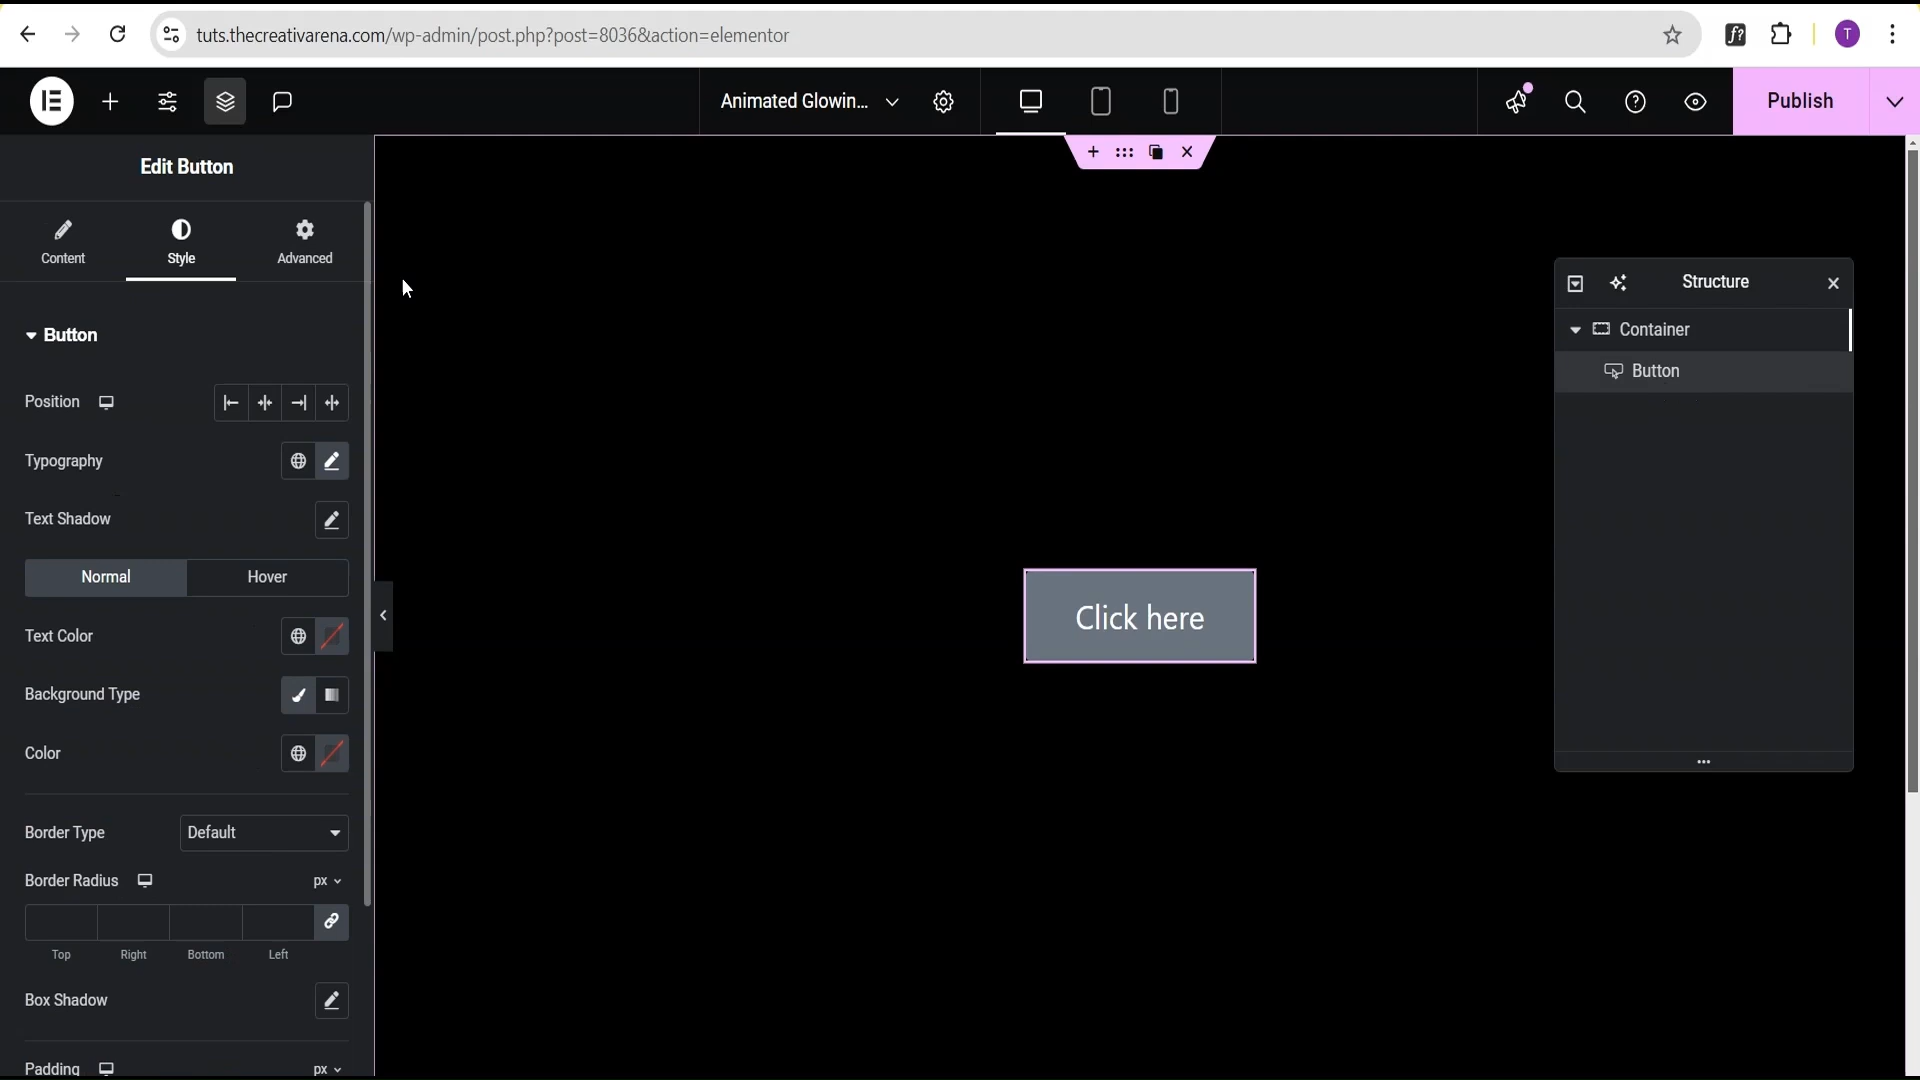 tuts.thecreativarena.com/wp-admin/post.php?post=8036&action=elementor
T
Animated Glowin...
Publish
Edit Button
Content
Style
Advanced
Button
Position
Typography
Text Shadow
Normal
Hover
Text Color
Background Type
Color
Border Type
Default
Border Radius
px
Top
Right
Bottom
Left
Box Shadow
Padding
px
Click here
Structure
Container
Button